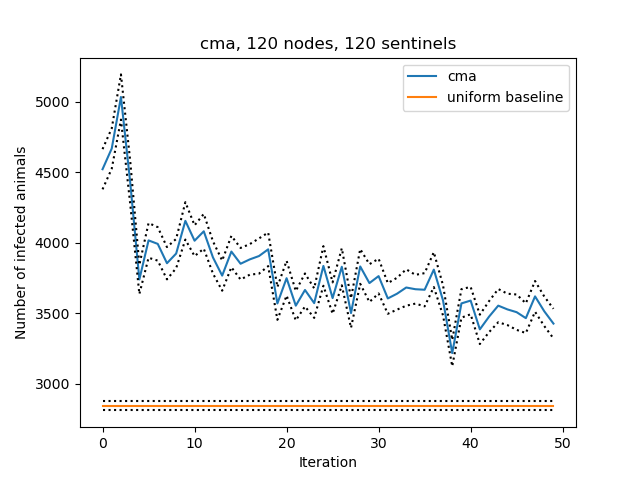 cma, 120 nodes, 120 sentinels
cma
uniform baseline
Number of infected animals
5000
4500
4000
3500
3000
0 10 20 30 40 50
Iteration